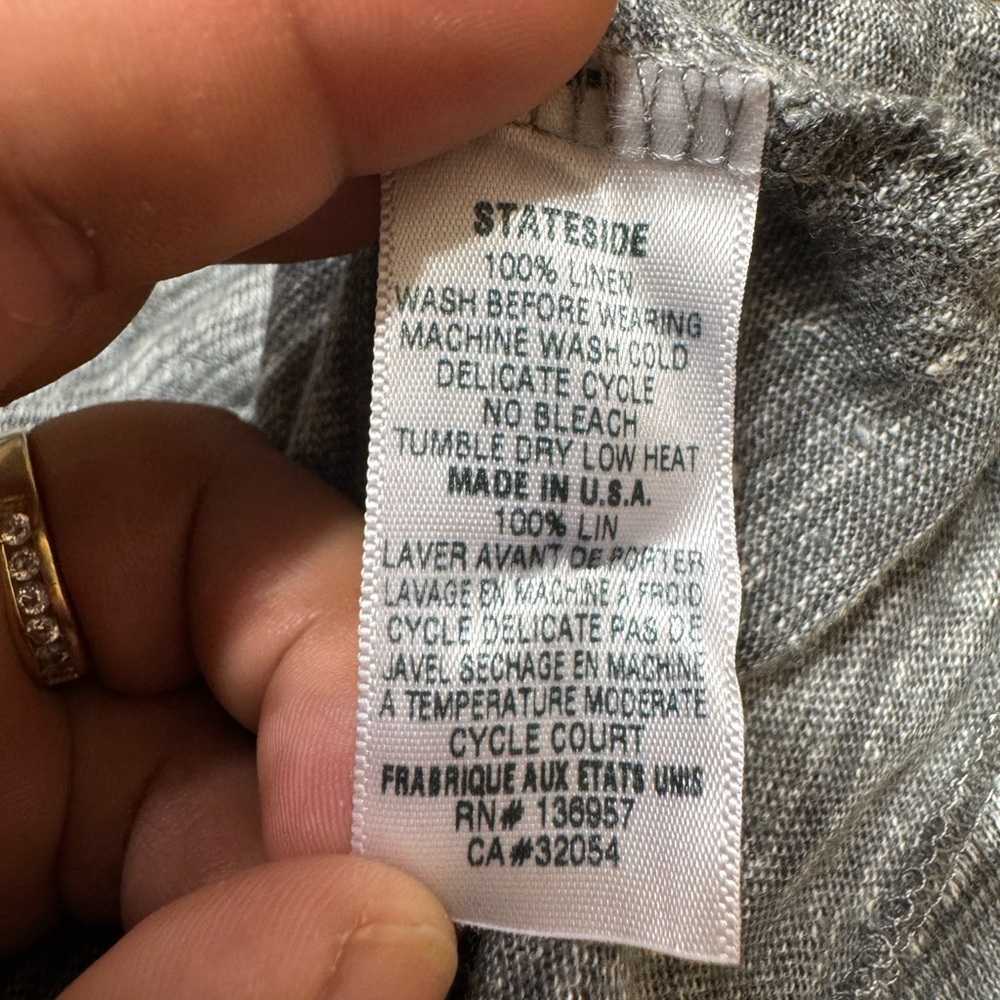 STATESIDE
100% LINEN
WASH BEFORE WEARING
MACHINE WASH COLD
DELICATE CYCLE
NO BLEACH
TUMBLE DRY LOW HEAT
MADE IN U.S.A.
100% LIN
LAVER AVANT DE PORTER
LAVAGE EN MACHINE A FROID
CYCLE DELICATE PAS DE
JAVEL SECHAGE EN MACHINE
A TEMPERATURE MODERATE
CYCLE COURT
FRABRIQUE AUX ETATS UNIS
RN# 136957
CA#32054